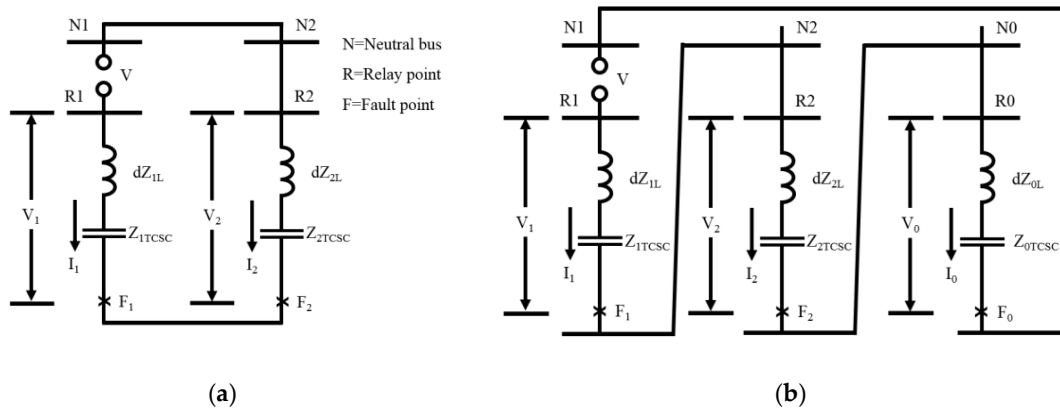 N1
N2
N=Neutral bus
V
R=Relay point
R1
R2
F=Fault point
dZ1L
dZ2L
V1
V2
Z1TCSC
Z2TCSC
I1
I2
F1
F2
(a)
N1
N2
N0
V
R1
R2
R0
dZ1L
dZ2L
dZ0L
V1
V2
V0
Z1TCSC
Z2TCSC
Z0TCSC
I1
I2
I0
F1
F2
F0
(b)